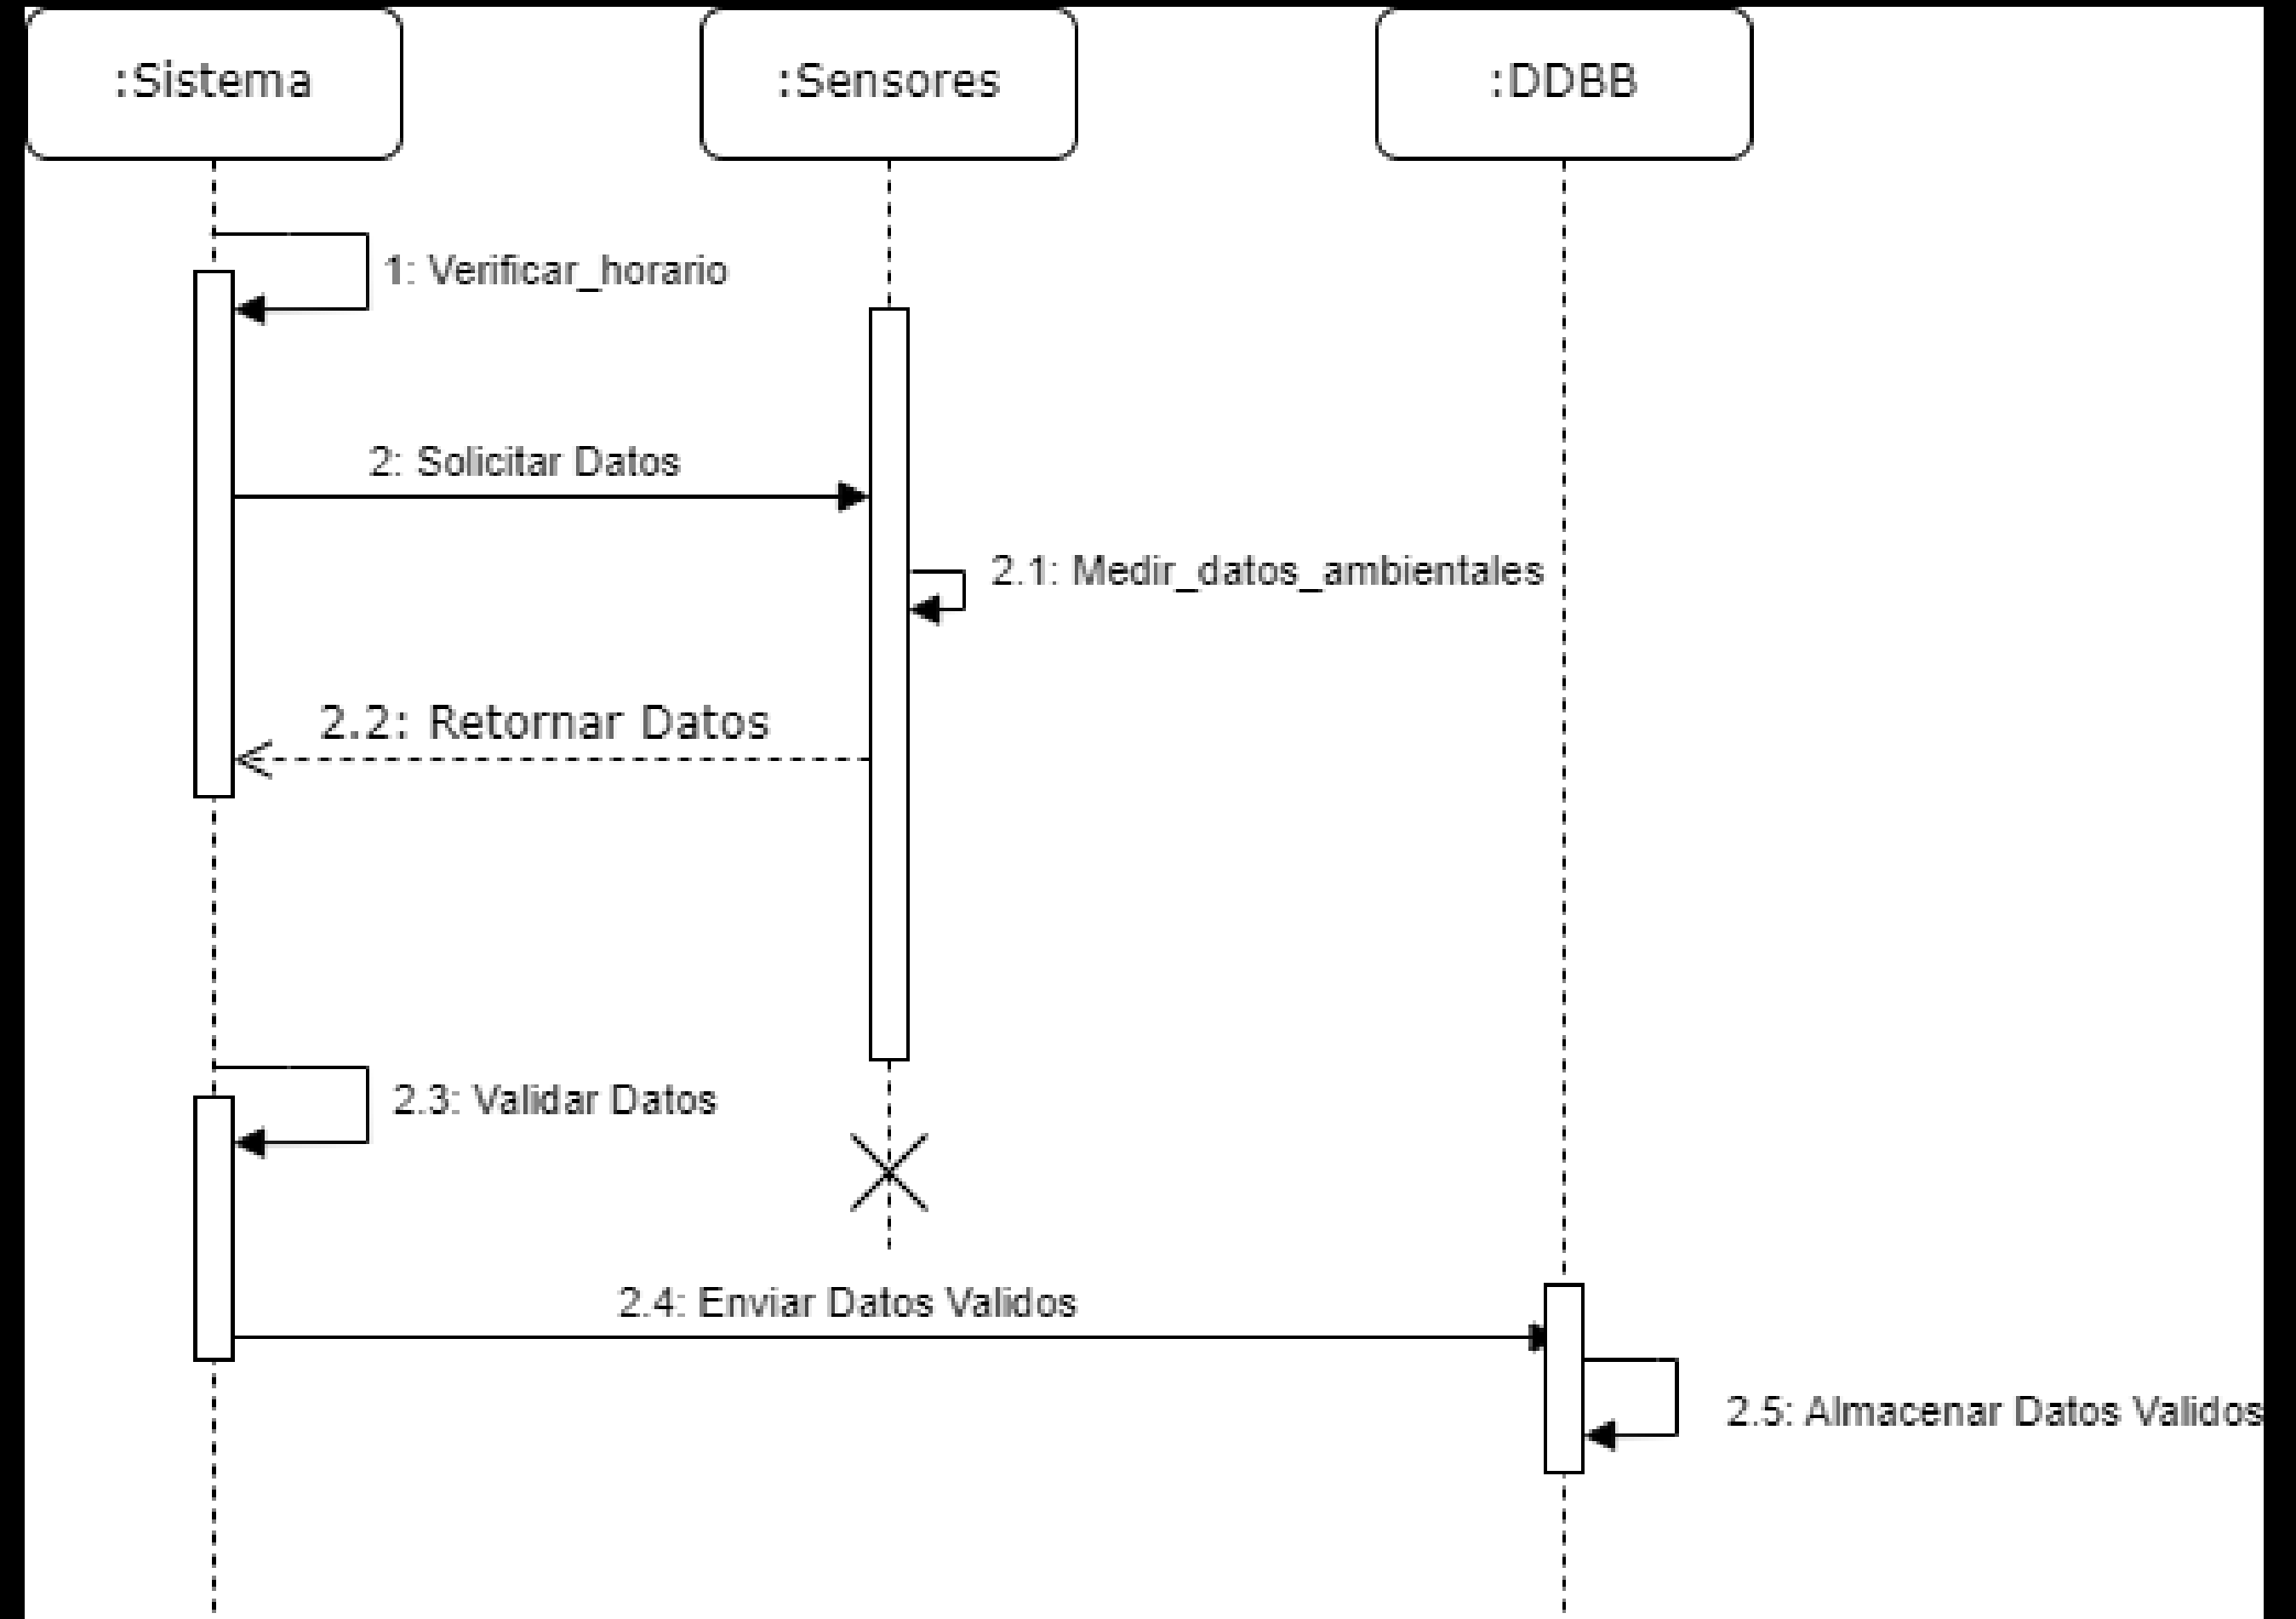 :Sistema
:Sensores
:DDBB
1: Verificar_horario
2: Solicitar Datos
2.1: Medir_datos_ambientales
2.2: Retornar Datos
2.3: Validar Datos
2.4: Enviar Datos Validos
2.5: Almacenar Datos Validos